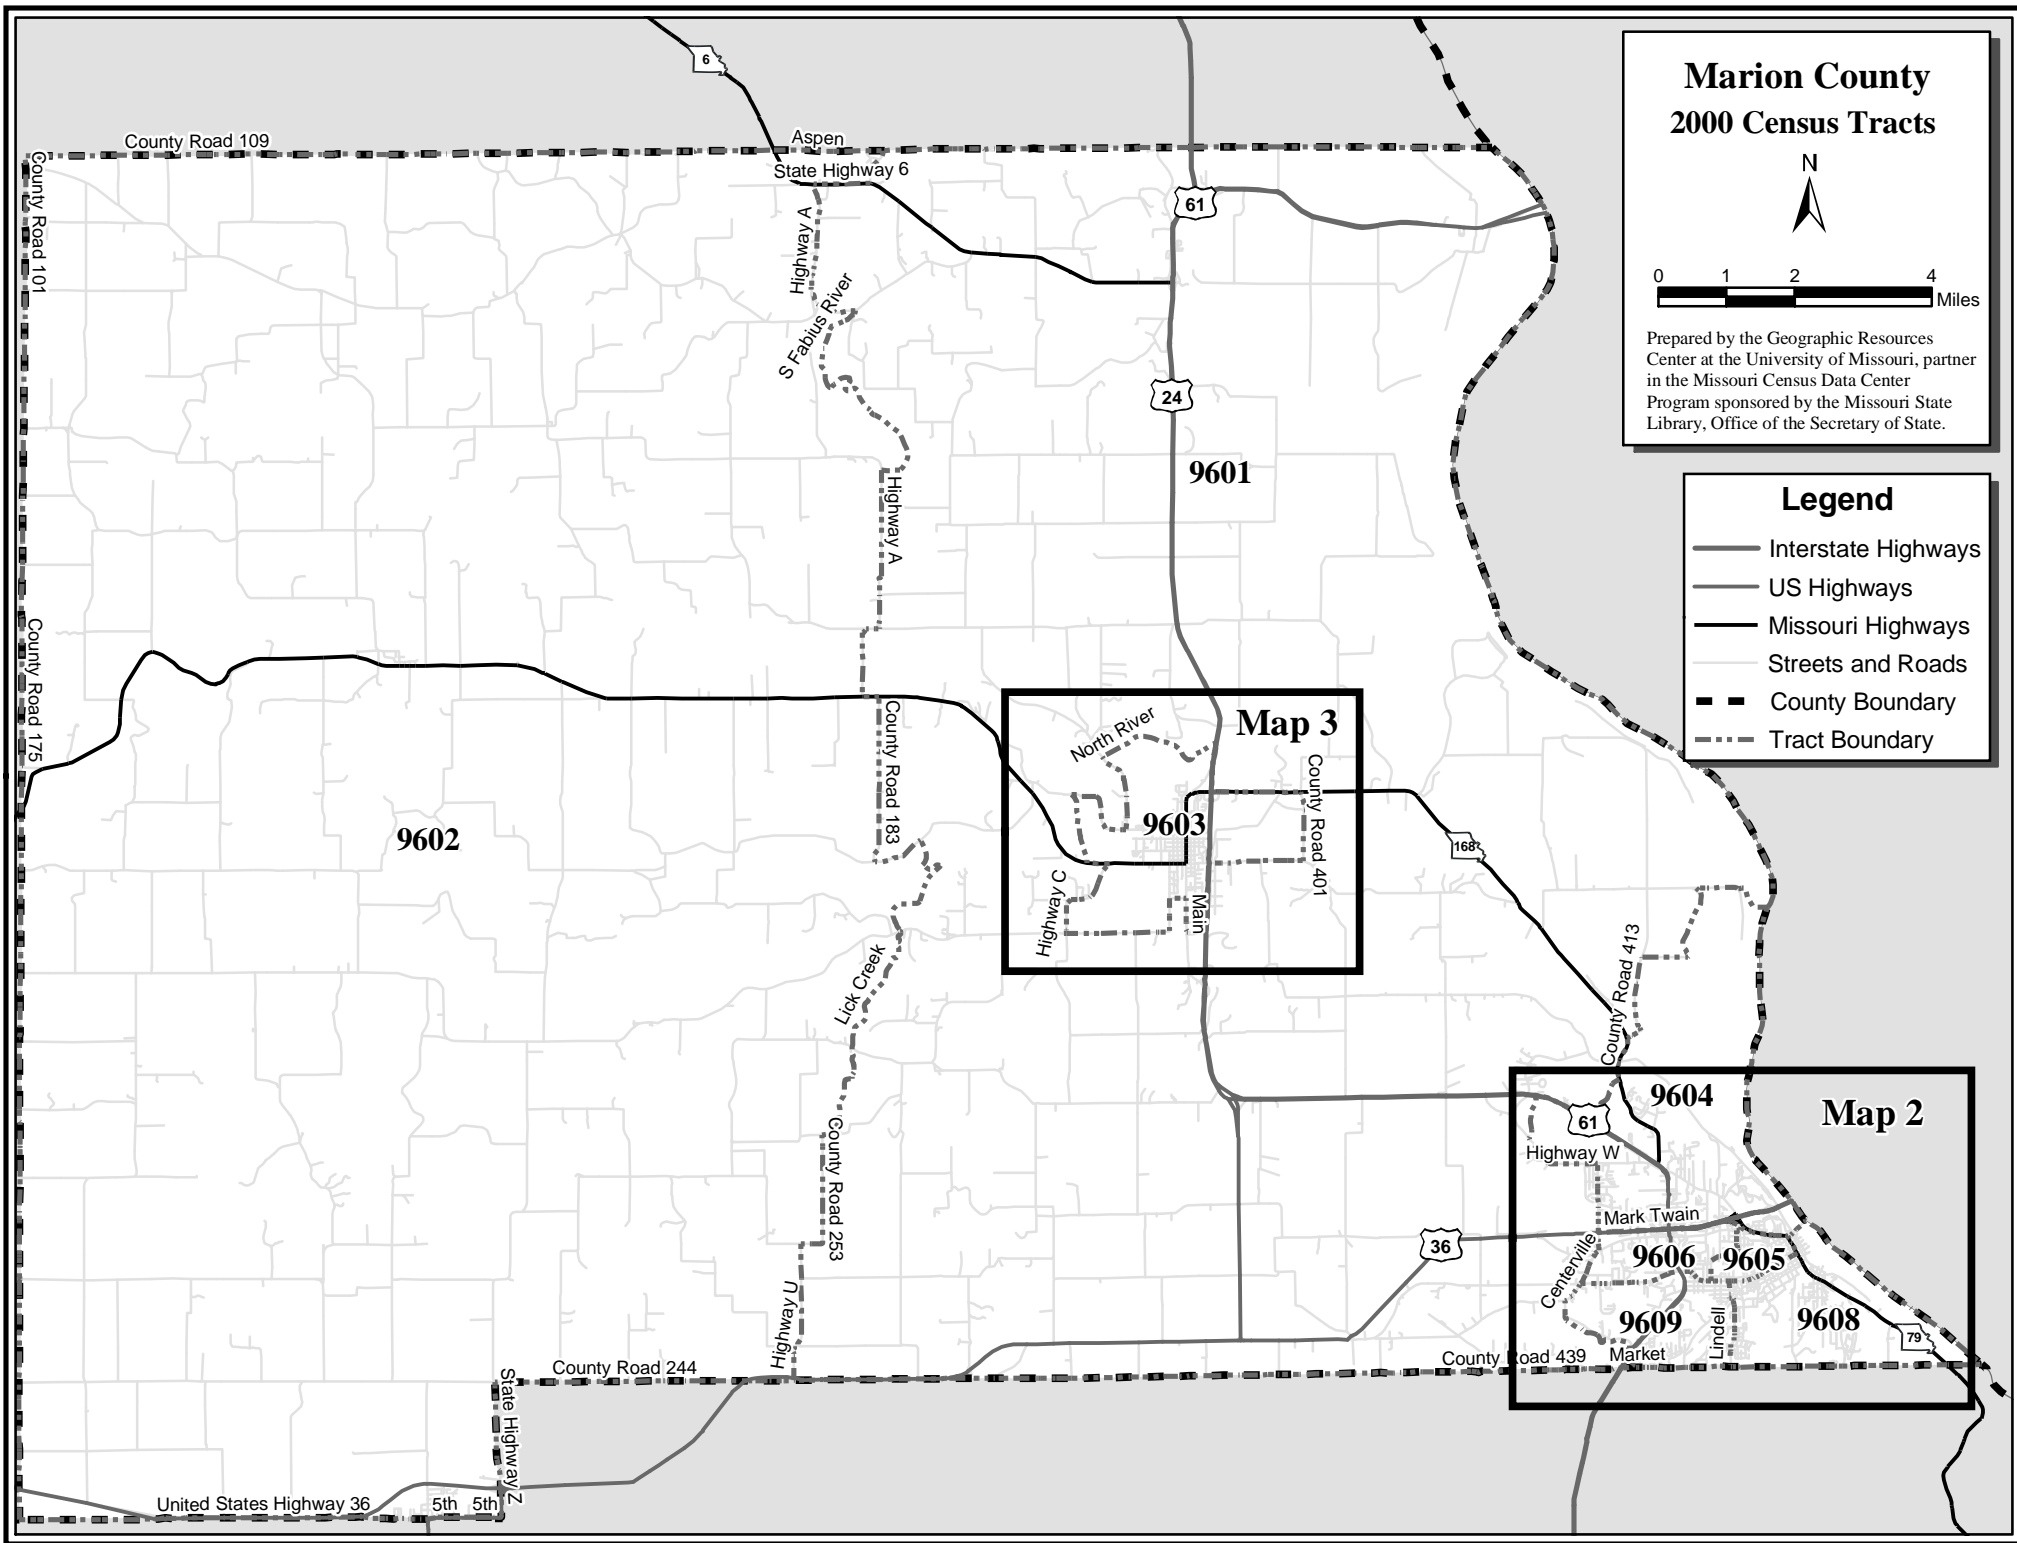 Marion County
2000 Census Tracts
N
0 1 2 4
Miles
Prepared by the Geographic Resources
Center at the University of Missouri, partner
in the Missouri Census Data Center
Program sponsored by the Missouri State
Library, Office of the Secretary of State.
Legend
Interstate Highways
US Highways
Missouri Highways
Streets and Roads
County Boundary
Tract Boundary
6
County Road 109
Aspen
State Highway 6
County Road 101
Highway A
61
S Fabius River
24
9601
Highway A
County Road 175
County Road 183
Map 3
North River
County Road 401
9603
9602
168
Highway C
Main
Lick Creek
County Road 413
County Road 253
9604
Map 2
61
Highway W
Mark Twain
36
Centerville
9606
9605
Highway U
9609
Lindell
9608
79
County Road 244
County Road 439
Market
State Highway Z
United States Highway 36
5th
5th